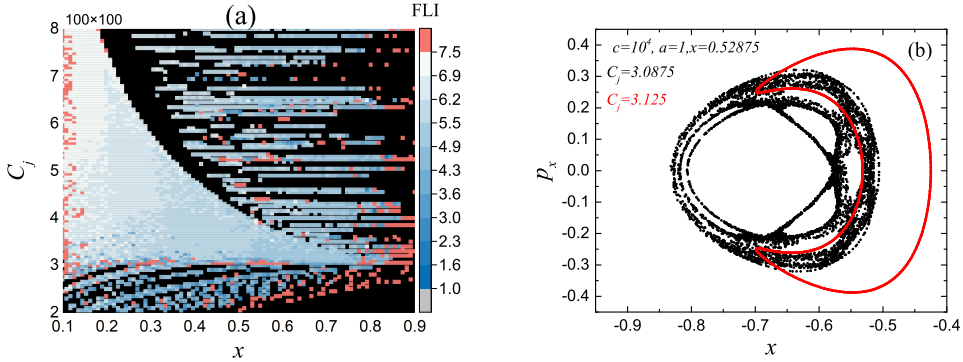 (a)
FLI
100×100
8
7
6
5
4
3
2
C_j
0.1 0.2 0.3 0.4 0.5 0.6 0.7 0.8 0.9
x
7.5
6.9
6.2
5.5
4.9
4.2
3.6
3.0
2.3
1.6
1.0
(b)
c=10⁴, a=1,x=0.52875
C_j=3.0875
C_j=3.125
0.4
0.3
0.2
0.1
0.0
-0.1
-0.2
-0.3
-0.4
p_x
-0.9 -0.8 -0.7 -0.6 -0.5 -0.4
x